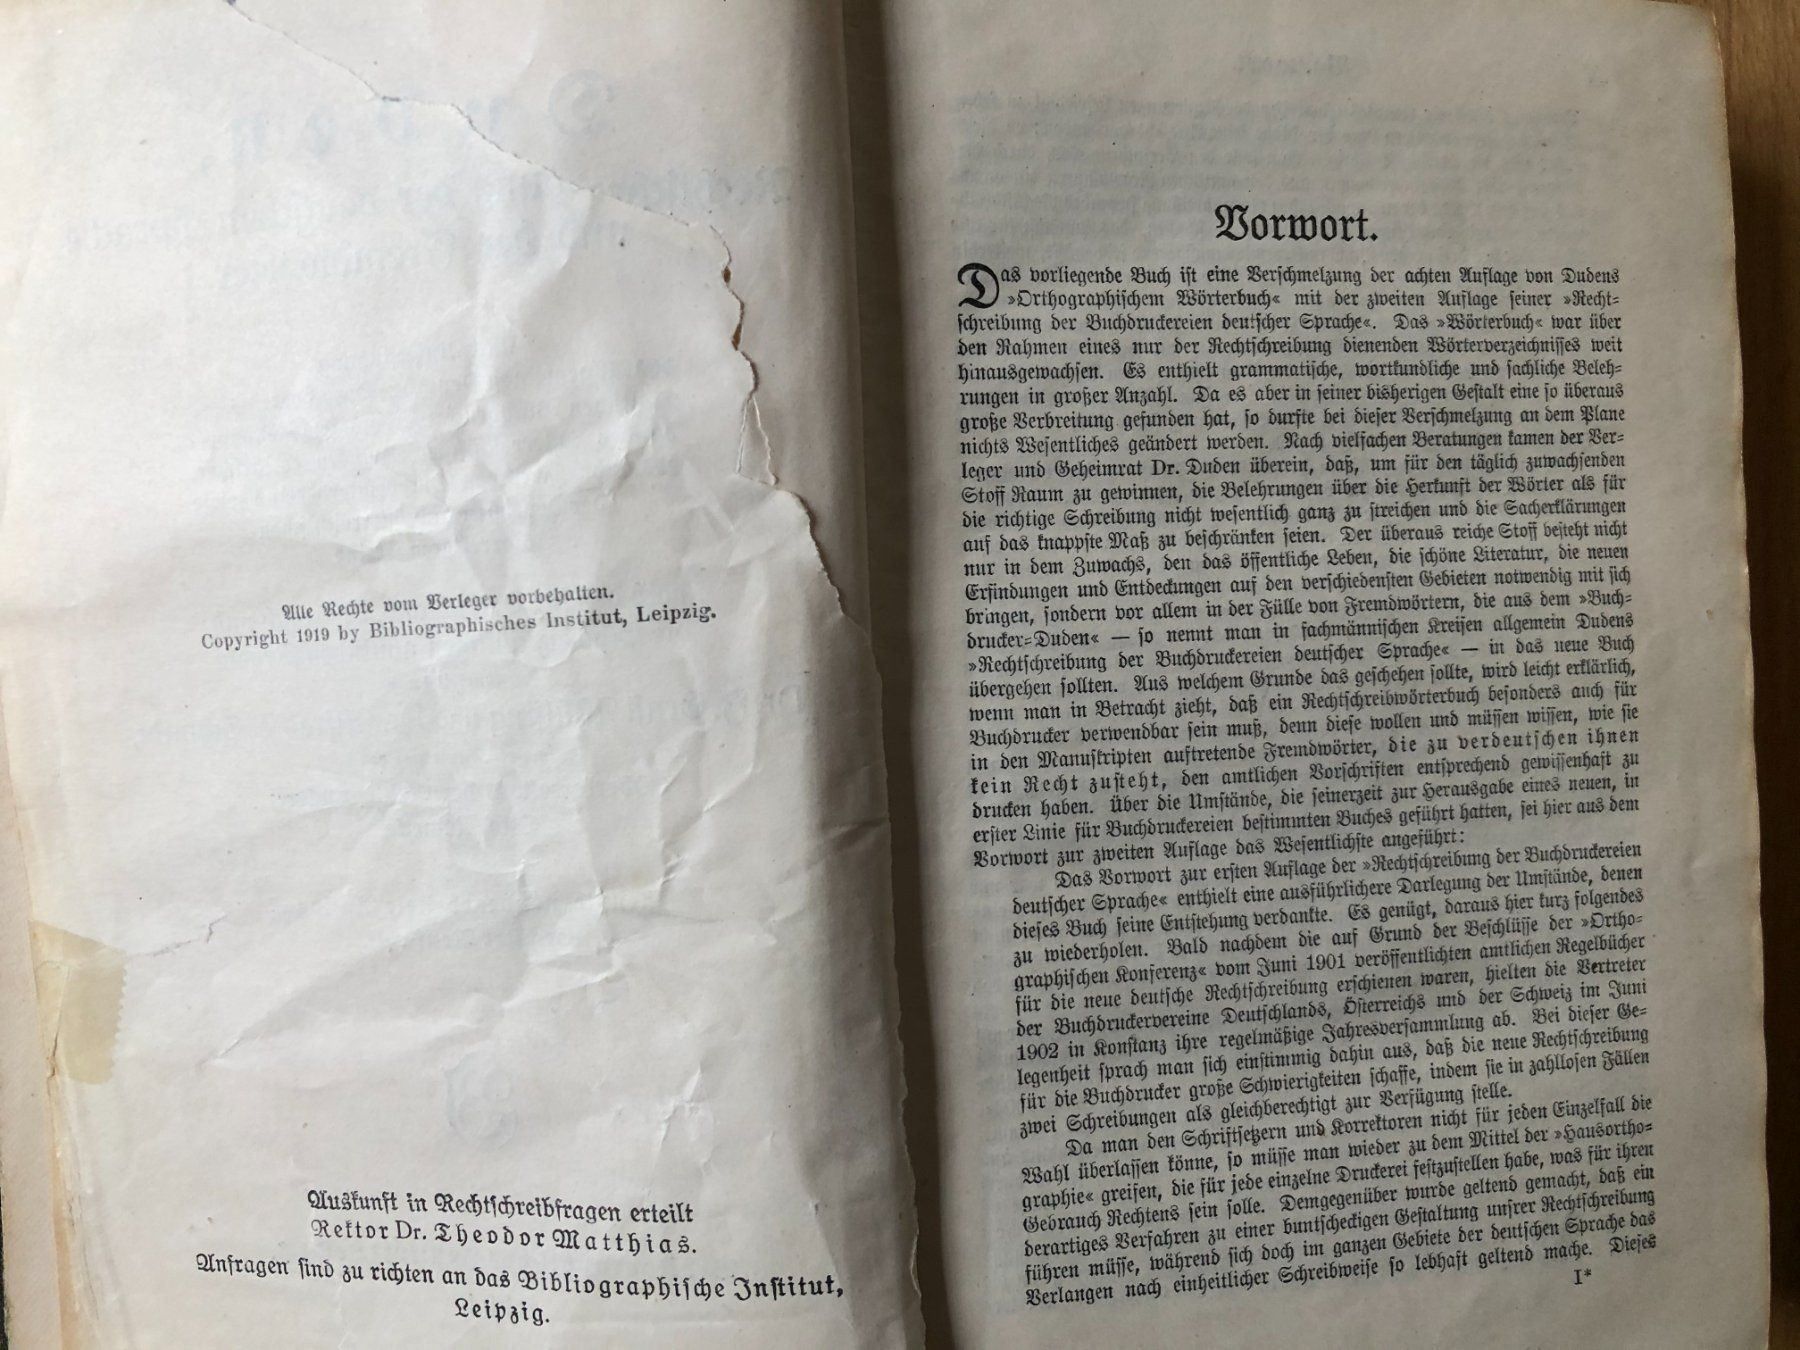 Alle Rechte vom Verleger vorbehalten.
Copyright 1919 by Bibliographisches Institut, Leipzig.
Auskunft in Rechtschreibfragen erteilt
Rektor Dr. Theodor Matthias.
Anfragen sind zu richten an das Bibliographische Institut,
Leipzig.
Vorwort.
Das vorliegende Buch ist eine Verschmelzung der achten Auflage von Dudens
»Orthographischem Wörterbuch« mit der zweiten Auflage seiner »Recht-
schreibung der Buchdruckereien deutscher Sprache«. Das »Wörterbuch« war über
den Rahmen eines nur der Rechtschreibung dienenden Wörterverzeichnisses weit
hinausgewachsen. Es enthielt grammatische, wortkundliche und sachliche Beleh-
rungen in großer Anzahl. Da es aber in seiner bisherigen Gestalt eine so überaus
große Verbreitung gefunden hat, so durfte bei dieser Verschmelzung an dem Plane
nichts Wesentliches geändert werden. Nach vielfachen Beratungen kamen der Ver-
leger und Geheimrat Dr. Duden überein, daß, um für den täglich zuwachsenden
Stoff Raum zu gewinnen, die Belehrungen über die Herkunft der Wörter als für
die richtige Schreibung nicht wesentlich ganz zu streichen und die Sacherklärungen
auf das knappste Maß zu beschränken seien. Der überaus reiche Stoff besteht nicht
nur in dem Zuwachs, den das öffentliche Leben, die schöne Literatur, die neuen
Erfindungen und Entdeckungen auf den verschiedensten Gebieten notwendig mit sich
bringen, sondern vor allem in der Fülle von Fremdwörtern, die aus dem »Buch-
drucker-Duden« — so nennt man in fachmännischen Kreisen allgemein Dudens
»Rechtschreibung der Buchdruckereien deutscher Sprache« — in das neue Buch
übergehen sollten. Aus welchem Grunde das geschehen sollte, wird leicht erklärlich,
wenn man in Betracht zieht, daß ein Rechtschreibwörterbuch besonders auch für
Buchdrucker verwendbar sein muß, denn diese wollen und müssen wissen, wie sie
in den Manuskripten auftretende Fremdwörter, die zu verdeutschen ihnen
kein Recht zusteht, den amtlichen Vorschriften entsprechend gewissenhaft zu
drucken haben. Über die Umstände, die seinerzeit zur Herausgabe eines neuen, in
erster Linie für Buchdruckereien bestimmten Buches geführt hatten, sei hier aus dem
Vorwort zur zweiten Auflage das Wesentlichste angeführt:
Das Vorwort zur ersten Auflage der »Rechtschreibung der Buchdruckereien
deutscher Sprache« enthielt eine ausführlichere Darlegung der Umstände, denen
dieses Buch seine Entstehung verdankte. Es genügt, daraus hier kurz folgendes
zu wiederholen. Bald nachdem die auf Grund der Beschlüsse der »Ortho-
graphischen Konferenz« vom Juni 1901 veröffentlichten amtlichen Regelbücher
für die neue deutsche Rechtschreibung erschienen waren, hielten die Vertreter
der Buchdruckervereine Deutschlands, Österreichs und der Schweiz im Juni
1902 in Konstanz ihre regelmäßige Jahresversammlung ab. Bei dieser Ge-
legenheit sprach man sich einstimmig dahin aus, daß die neue Rechtschreibung
für die Buchdrucker große Schwierigkeiten schaffe, indem sie in zahllosen Fällen
zwei Schreibungen als gleichberechtigt zur Verfügung stelle.
Da man den Schriftsetzern und Korrektoren nicht für jeden Einzelfall die
Wahl überlassen könne, so müsse man wieder zu dem Mittel der »Hausortho-
graphie« greifen, die für jede einzelne Druckerei festzustellen habe, was für ihren
Gebrauch Rechtens sein solle. Demgegenüber wurde geltend gemacht, daß ein
derartiges Verfahren zu einer buntscheckigen Gestaltung unsrer Rechtschreibung
führen müsse, während sich doch im ganzen Gebiete der deutschen Sprache das
Verlangen nach einheitlicher Schreibweise so lebhaft geltend mache. Dieses
I*